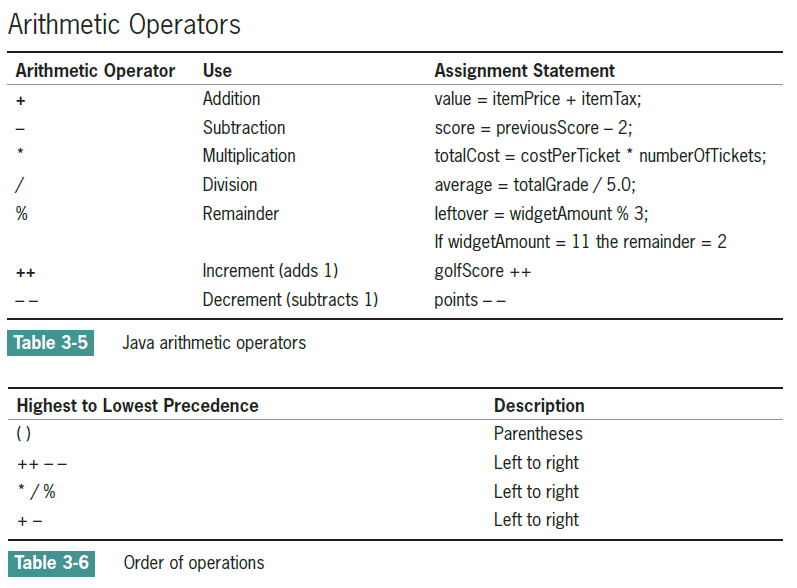 Arithmetic Operators
Arithmetic Operator Use Assignment Statement
+ Addition value = itemPrice + itemTax;
– Subtraction score = previousScore – 2;
* Multiplication totalCost = costPerTicket * numberOfTickets;
/ Division average = totalGrade / 5.0;
% Remainder leftover = widgetAmount % 3;
If widgetAmount = 11 the remainder = 2
++ Increment (adds 1) golfScore ++
– – Decrement (subtracts 1) points – –
Table 3-5 Java arithmetic operators
Highest to Lowest Precedence Description
( ) Parentheses
++ – – Left to right
* / % Left to right
+ – Left to right
Table 3-6 Order of operations